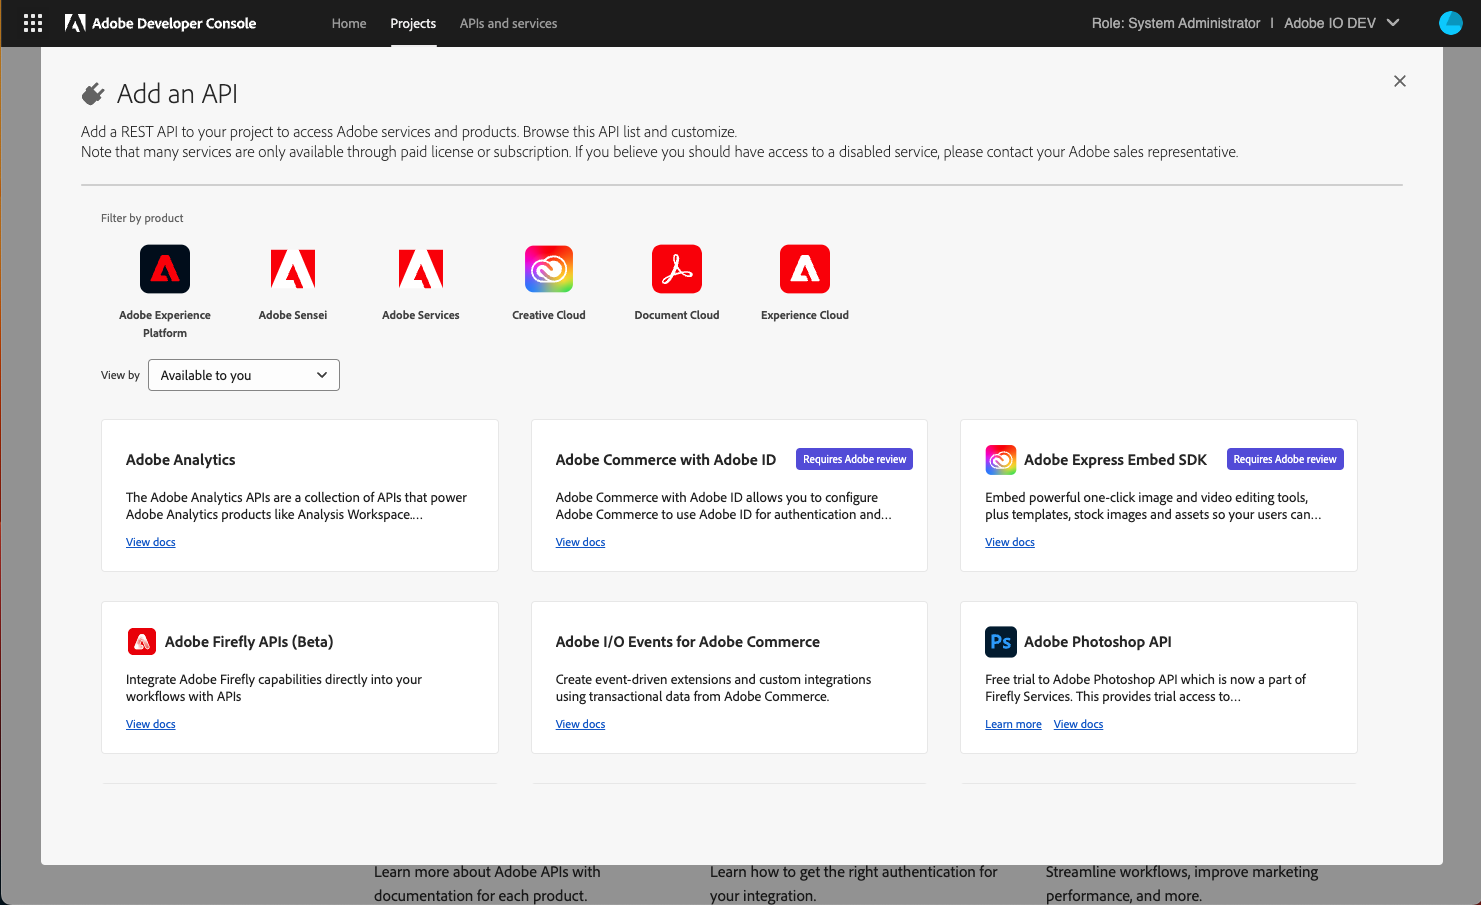 Adobe Developer Console
Home
Projects
APIs and services
Role: System Administrator | Adobe IO DEV
Add an API
Add a REST API to your project to access Adobe services and products. Browse this API list and customize.
Note that many services are only available through paid license or subscription. If you believe you should have access to a disabled service, please contact your Adobe sales representative.
Filter by product
Adobe Experience
Platform
Adobe Sensei
Adobe Services
Creative Cloud
Document Cloud
Experience Cloud
View by
Available to you
Adobe Analytics
The Adobe Analytics APIs are a collection of APIs that power
Adobe Analytics products like Analysis Workspace....
View docs
Adobe Commerce with Adobe ID
Requires Adobe review
Adobe Commerce with Adobe ID allows you to configure
Adobe Commerce to use Adobe ID for authentication and...
View docs
Adobe Express Embed SDK
Requires Adobe review
Embed powerful one-click image and video editing tools,
plus templates, stock images and assets so your users can...
View docs
Adobe Firefly APIs (Beta)
Integrate Adobe Firefly capabilities directly into your
workflows with APIs
View docs
Adobe I/O Events for Adobe Commerce
Create event-driven extensions and custom integrations
using transactional data from Adobe Commerce.
View docs
Ps
Adobe Photoshop API
Free trial to Adobe Photoshop API which is now a part of
Firefly Services. This provides trial access to...
Learn more
View docs
Learn more about Adobe APIs with
documentation for each product.
Learn how to get the right authentication for
your integration.
Streamline workflows, improve marketing
performance, and more.